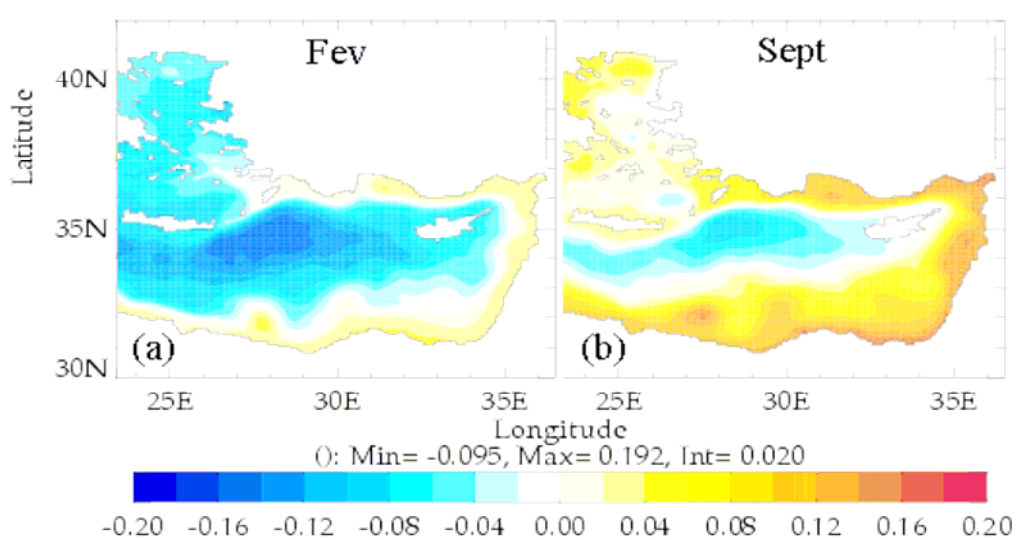 Fev
Sept
Latitude
40N
35N
30N
(a)
(b)
25E 30E 35E 25E 30E 35E
Longitude
(): Min= -0.095, Max= 0.192, Int= 0.020
-0.20 -0.16 -0.12 -0.08 -0.04 0.00 0.04 0.08 0.12 0.16 0.20